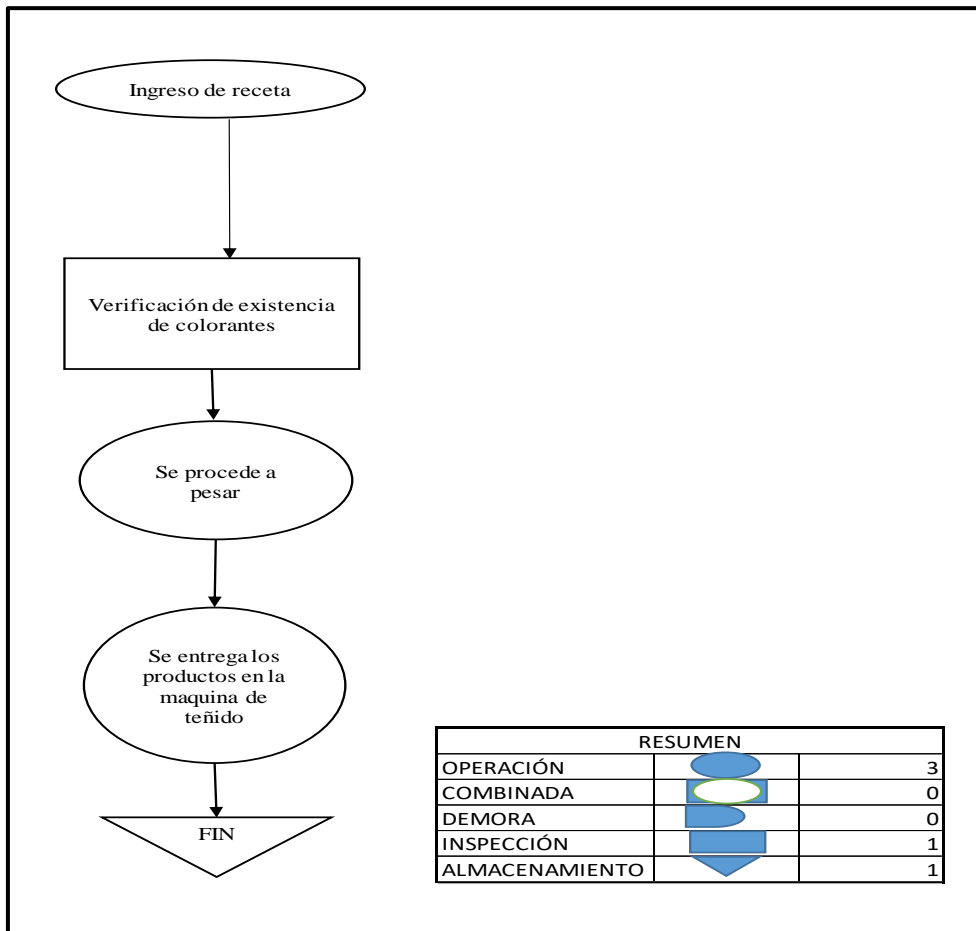 Ingreso de receta
Verificación de existencia
de colorantes
Se procede a
pesar
Se entrega los
productos en la
maquina de
teñido
FIN
RESUMEN
OPERACIÓN 3
COMBINADA 0
DEMORA 0
INSPECCIÓN 1
ALMACENAMIENTO 1